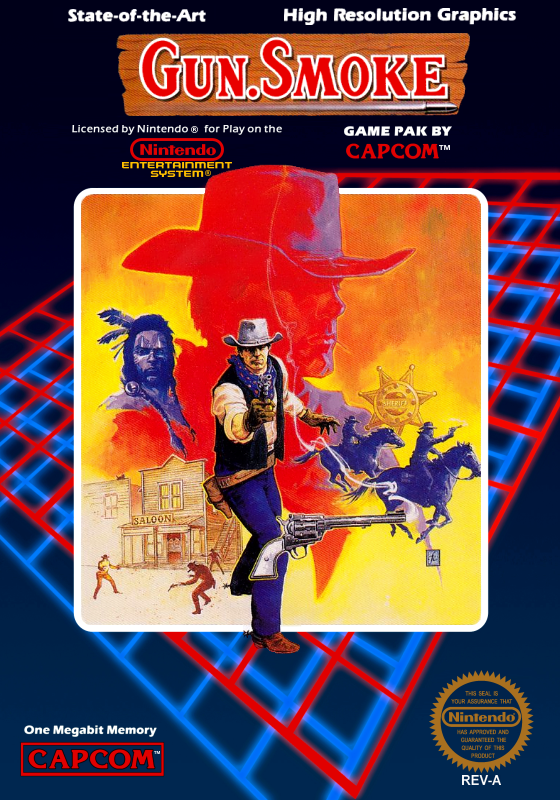 State-of-the-Art High Resolution Graphics
GUN.SMOKE
Licensed by Nintendo® for Play on the
Nintendo
ENTERTAINMENT
SYSTEM®
GAME PAK BY
CAPCOM™
SHERIFF
SALOON
One Megabit Memory
CAPCOM™
THIS SEAL IS
YOUR ASSURANCE THAT
Nintendo
HAS APPROVED AND
GUARANTEED THE
QUALITY OF THIS
PRODUCT
REV-A